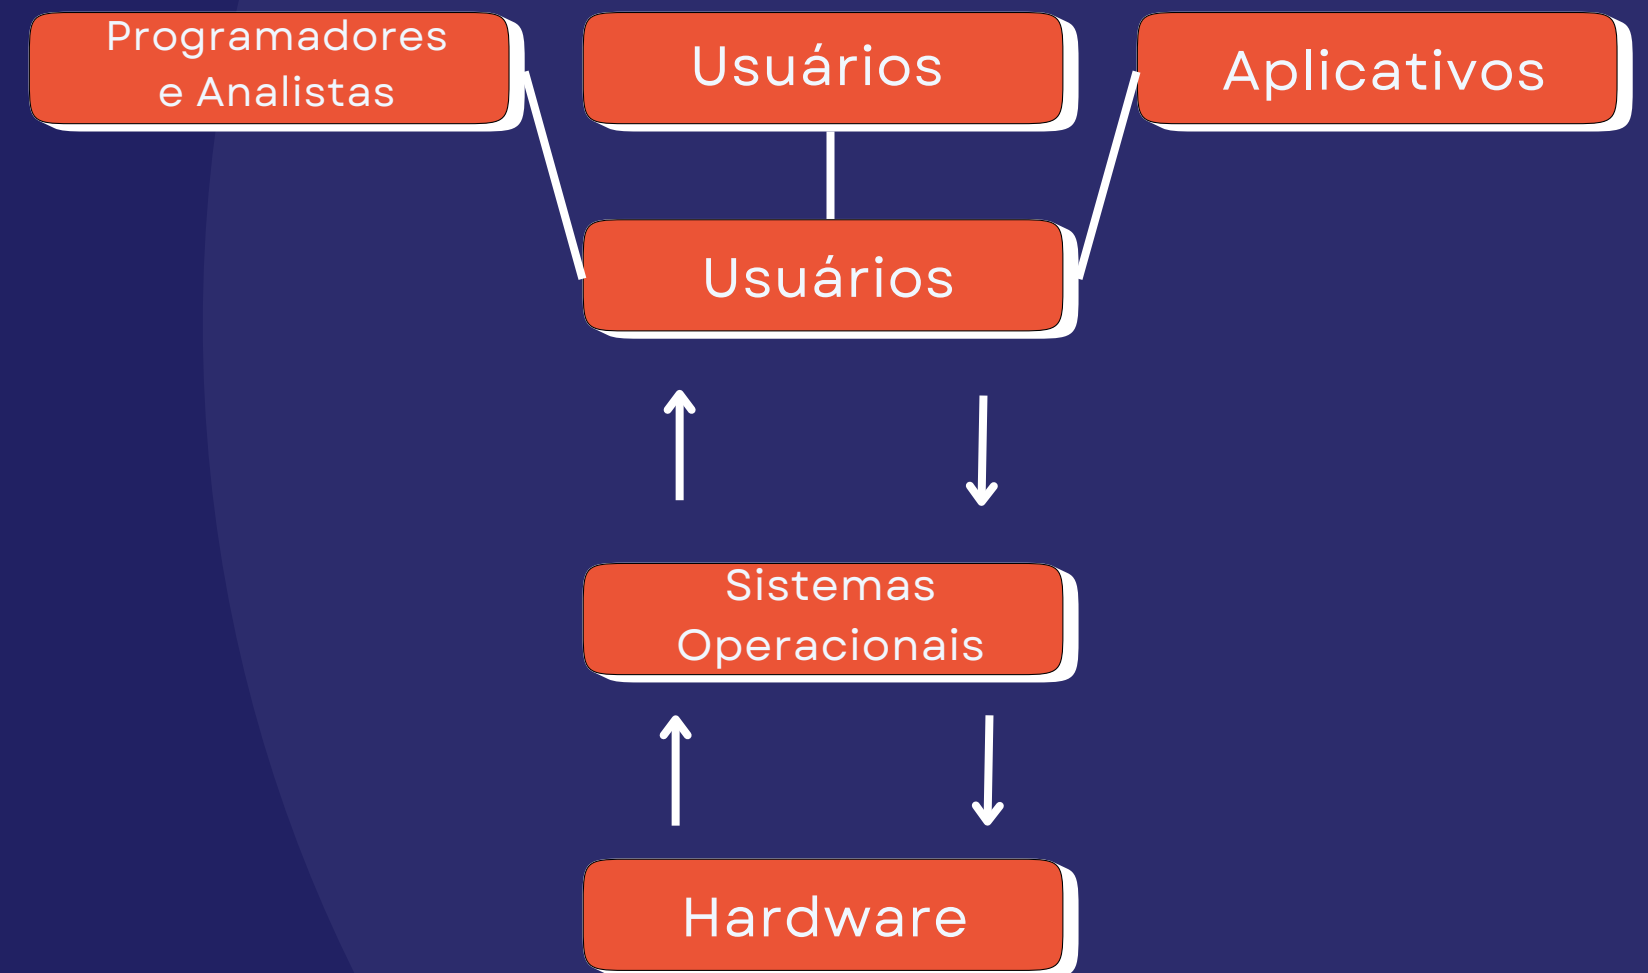 Programadores
e Analistas
Usuários
Aplicativos
Usuários
Sistemas
Operacionais
Hardware